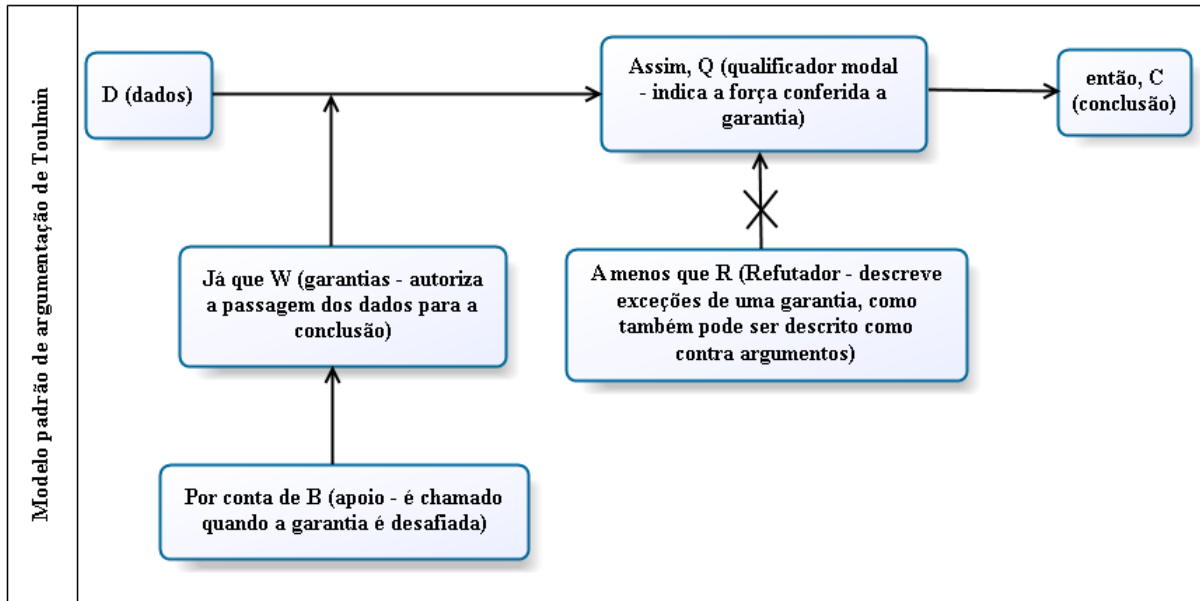 Modelo padrão de argumentação de Toulmin
D (dados)
Assim, Q (qualificador modal
- indica a força conferida a
garantia)
então, C
(conclusão)
Já que W (garantias - autoriza
a passagem dos dados para a
conclusão)
A menos que R (Refutador - descreve
exceções de uma garantia, como
também pode ser descrito como
contra argumentos)
Por conta de B (apoio - é chamado
quando a garantia é desafiada)